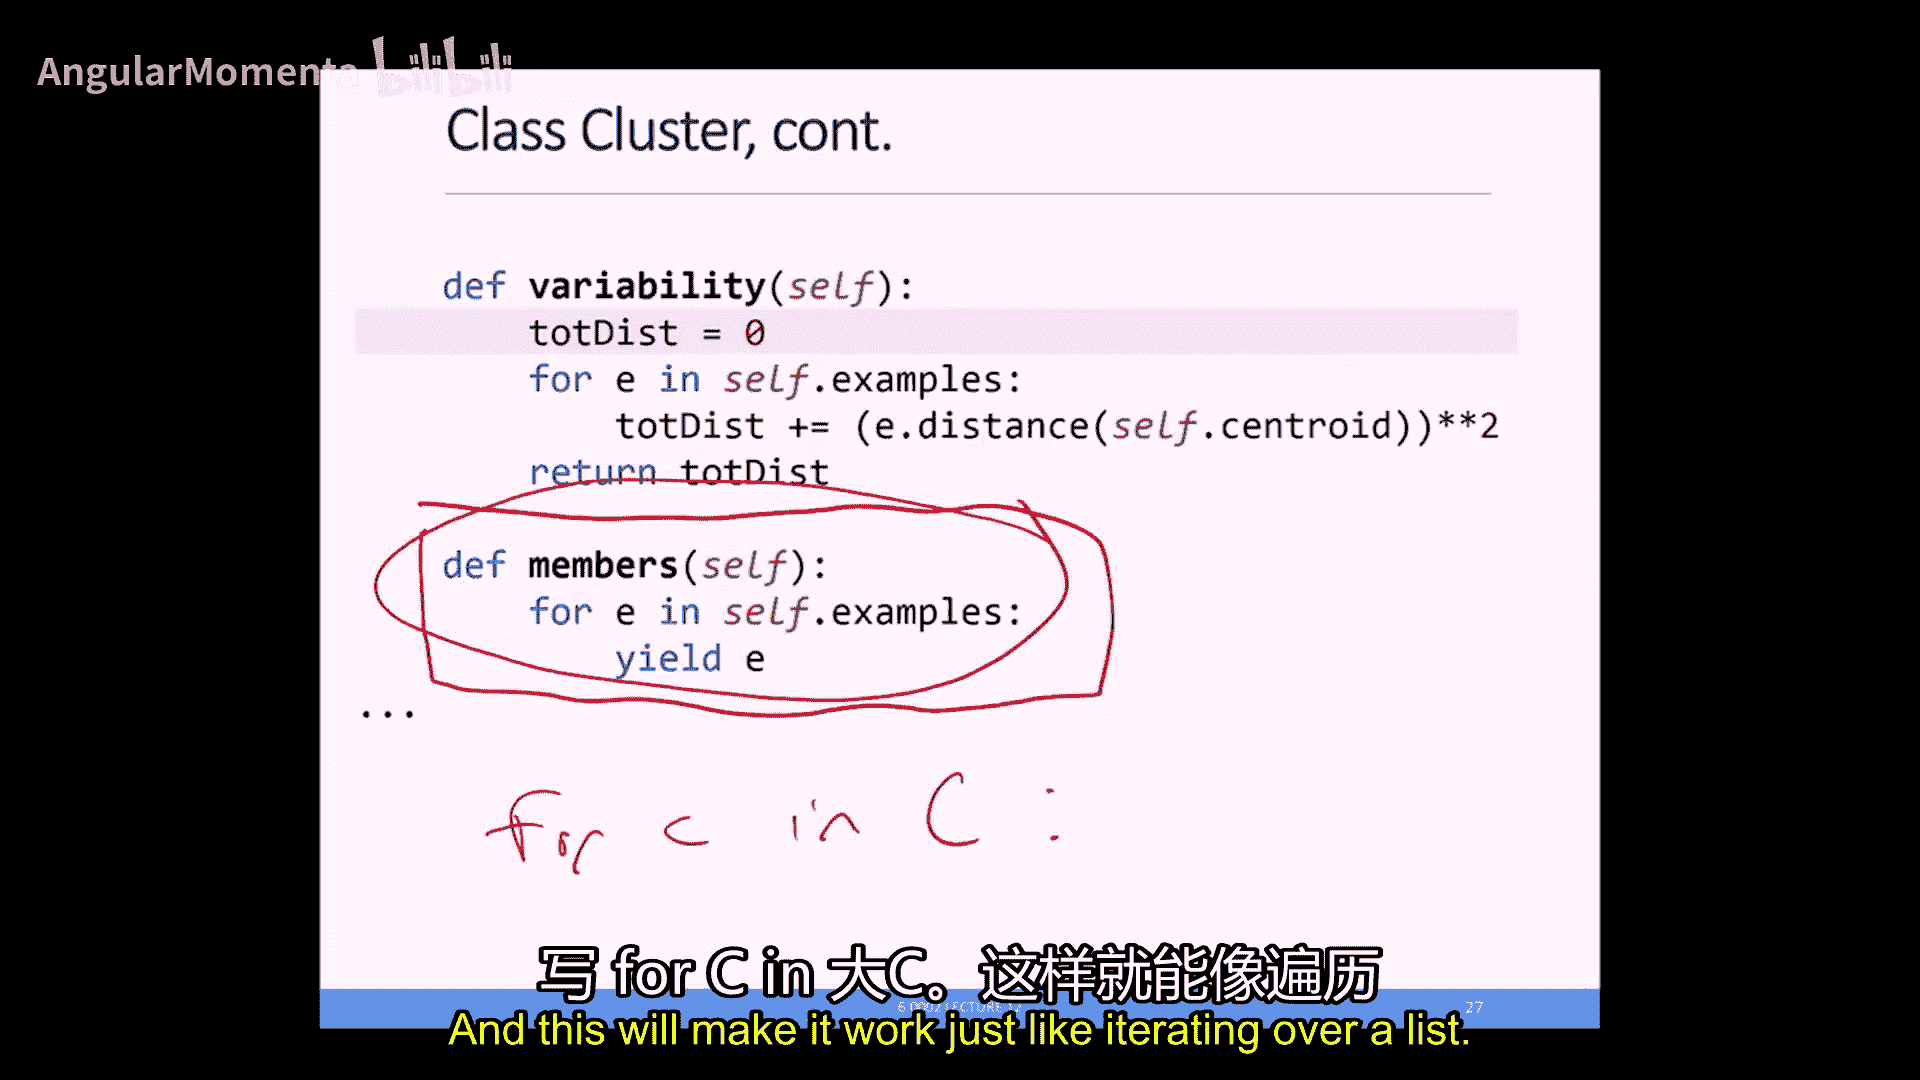 AngularMomenta bilibili
Class Cluster, cont.
def variability(self):
totDist = 0
for e in self.examples:
totDist += (e.distance(self.centroid))**2
return totDist
def members(self):
for e in self.examples:
yield e
...
for c in C :
写 for C in 大C。这样就能像遍历
27
And this will make it work just like iterating over a list.